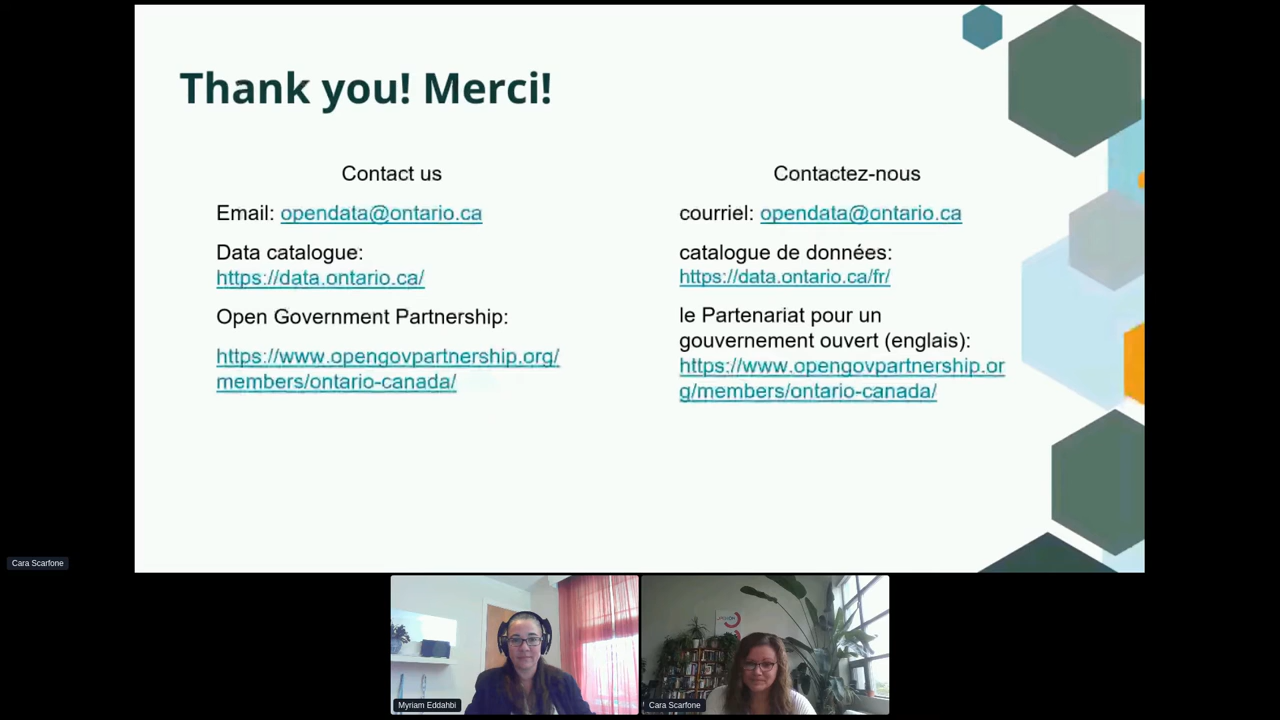 Thank you! Merci!
Contact us
Email: opendata@ontario.ca
Data catalogue:
https://data.ontario.ca/
Open Government Partnership:
https://www.opengovpartnership.org/
members/ontario-canada/
Contactez-nous
courriel: opendata@ontario.ca
catalogue de données:
https://data.ontario.ca/fr/
le Partenariat pour un
gouvernement ouvert (englais):
https://www.opengovpartnership.or
g/members/ontario-canada/
Cara Scarfone
Myriam Eddahbi
Cara Scarfone